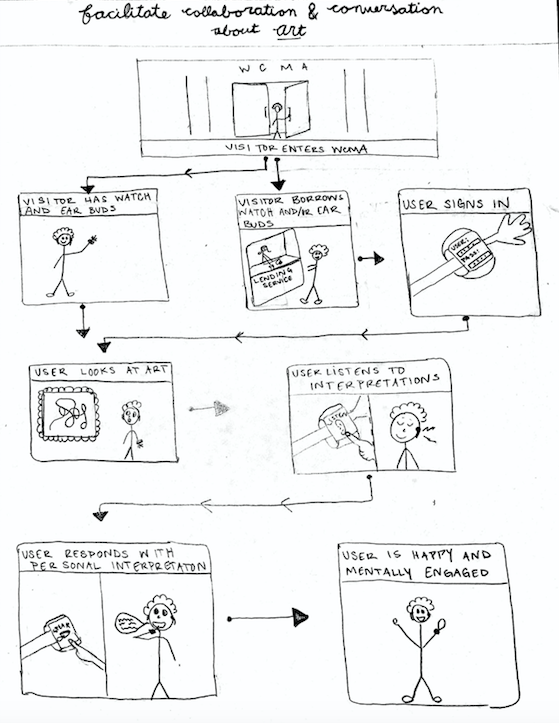 facilitate collaboration & conversation
about art
W C M A
VISITOR ENTERS WCMA
VISITOR HAS WATCH
AND EAR BUDS
VISITOR BORROWS
WATCH AND/OR EAR
BUDS
LENDING
SERVICE
USER SIGNS IN
USER:
PASS:
USER LOOKS AT ART
USER LISTENS TO
INTERPRETATIONS
LISTEN
USER RESPONDS WITH
PERSONAL INTERPRETATON
SPEAK
USER IS HAPPY AND
MENTALLY ENGAGED